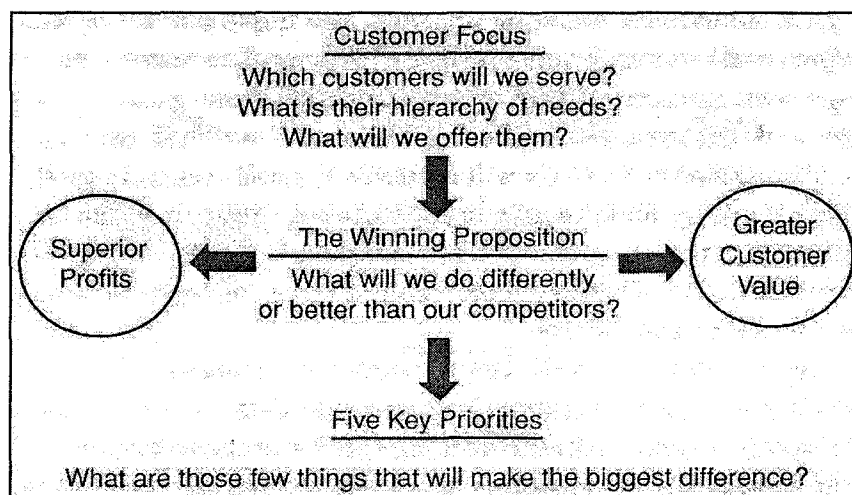 Customer Focus
Which customers will we serve?
What is their hierarchy of needs?
What will we offer them?
Superior
Profits
The Winning Proposition
What will we do differently
or better than our competitors?
Greater
Customer
Value
Five Key Priorities
What are those few things that will make the biggest difference?